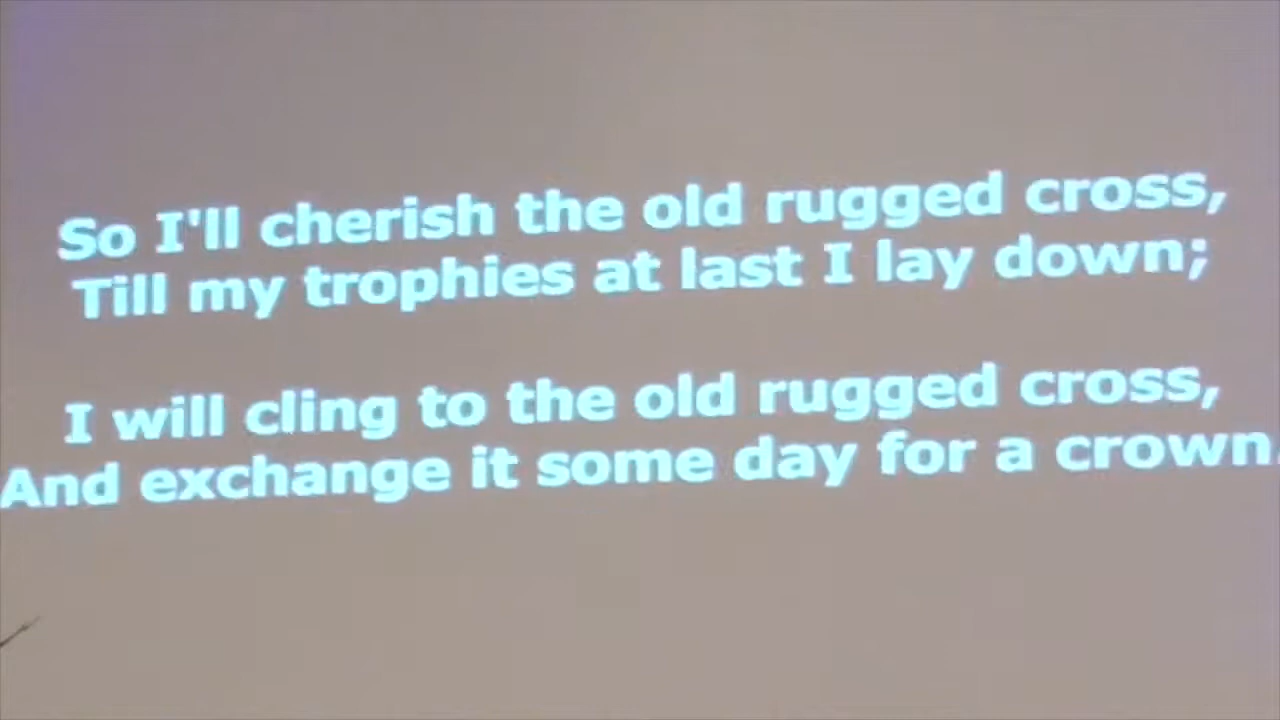 So I'll cherish the old rugged cross,
Till my trophies at last I lay down;
I will cling to the old rugged cross,
And exchange it some day for a crown.